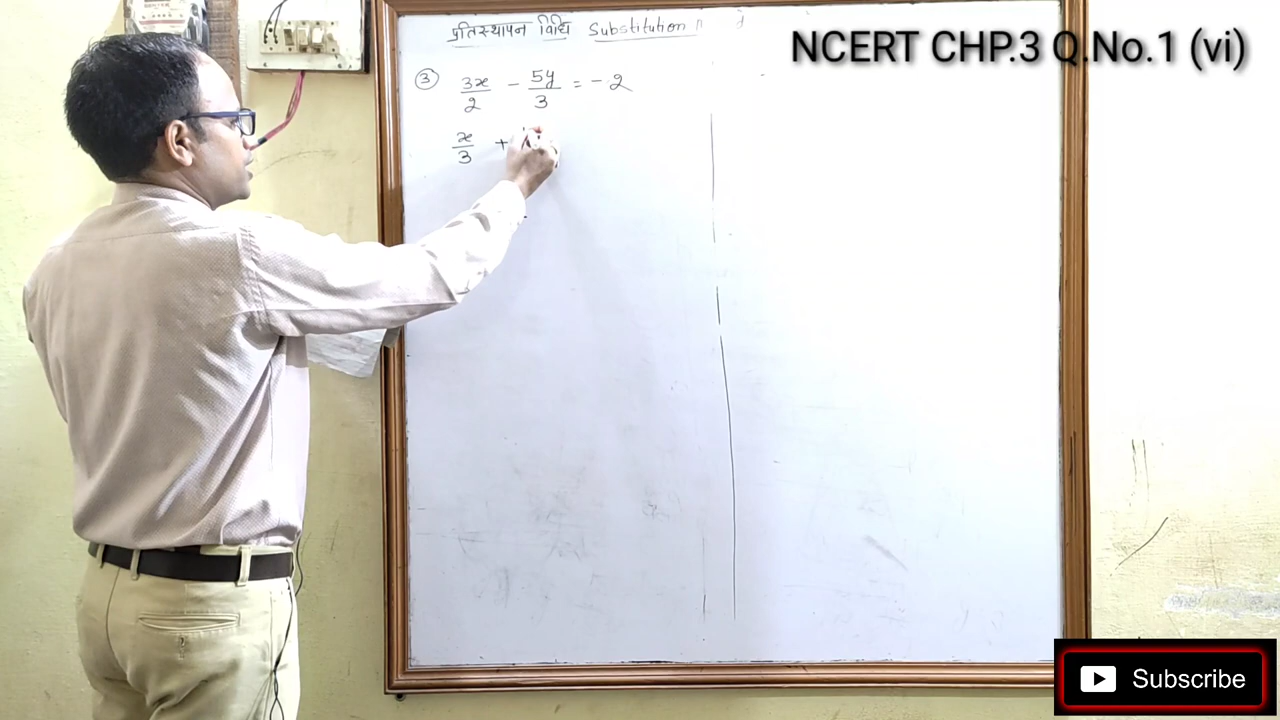 NCERT CHP.3 Q.No.1 (vi)
प्रतिस्थापन विधि Substitution
③ 3x/2 - 5y/3 = -2
x/3 +
Subscribe